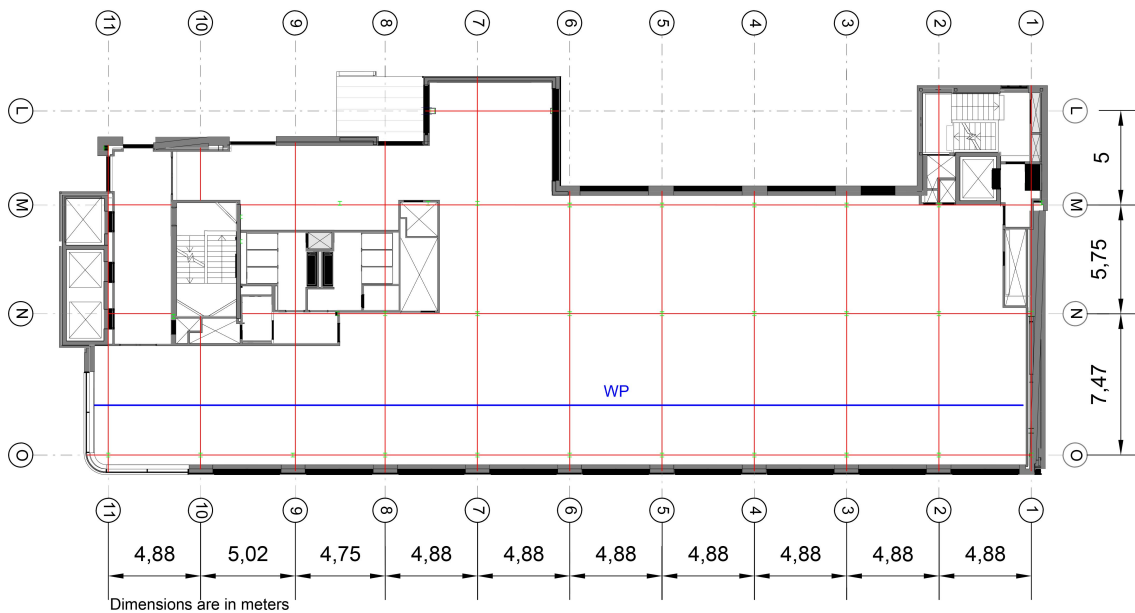 11 10 9 8 7 6 5 4 3 2 1
L L
5
M M
5,75
N N
WP
7,47
O O
11 10 9 8 7 6 5 4 3 2 1
4,88 5,02 4,75 4,88 4,88 4,88 4,88 4,88 4,88 4,88
Dimensions are in meters